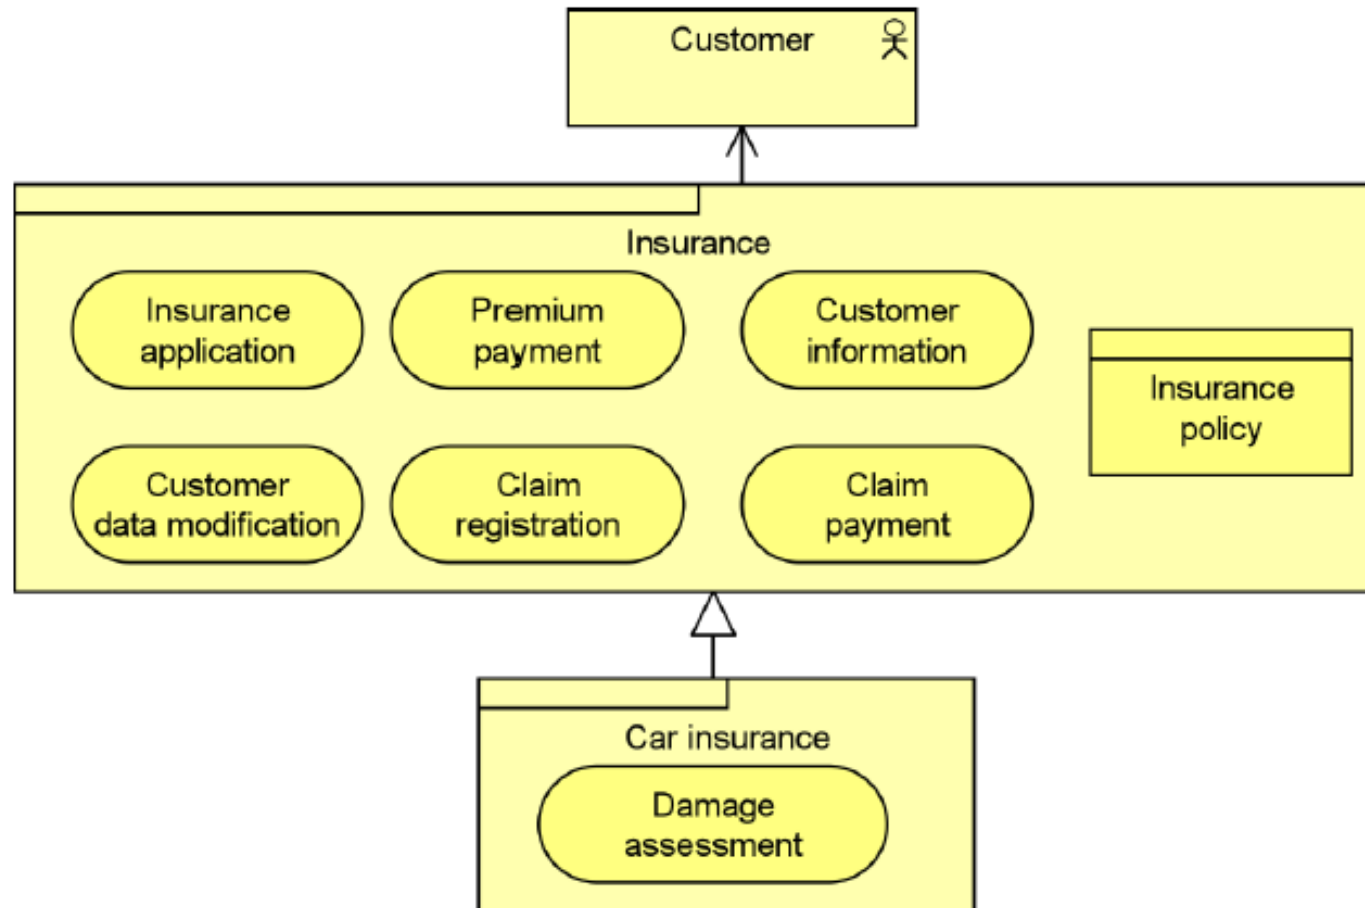 Customer
Insurance
Insurance
application
Premium
payment
Customer
information
Insurance
policy
Customer
data modification
Claim
registration
Claim
payment
Car insurance
Damage
assessment